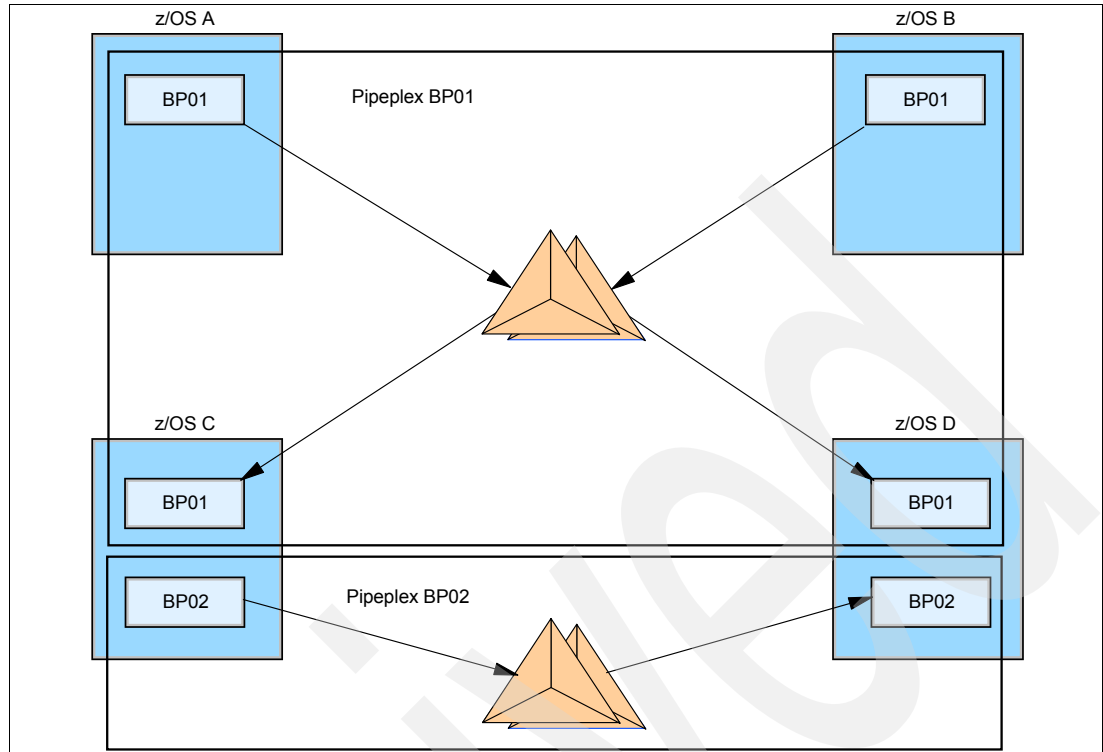 z/OS A
z/OS B
BP01
Pipeplex BP01
BP01
z/OS C
z/OS D
BP01
BP01
BP02
Pipeplex BP02
BP02